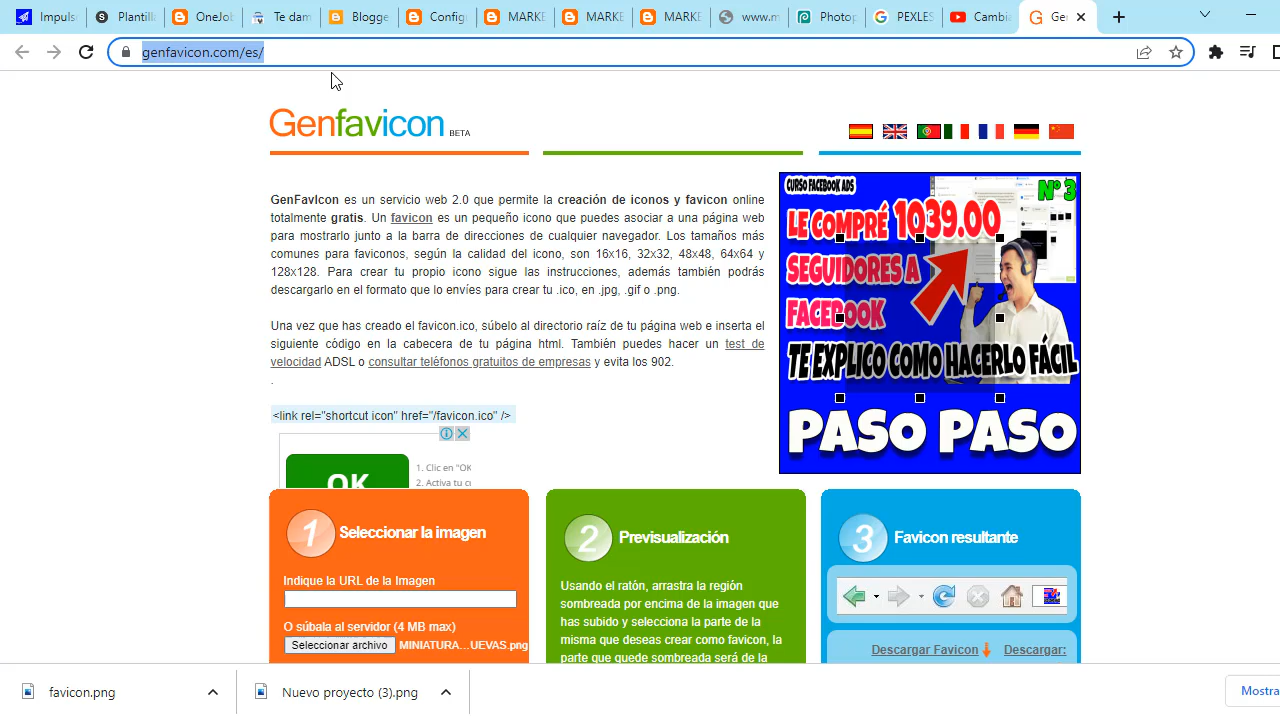 Impuls
Plantill
OneJob
Te dam
Blogge
Config
MARKE
MARKE
MARKE
www.m
Photop
PEXLES
Cambia
Ge
genfavicon.com/es/
Genfavicon BETA
GenFavIcon es un servicio web 2.0 que permite la creación de iconos y favicon online
totalmente gratis. Un favicon es un pequeño icono que puedes asociar a una página web
para mostrarlo junto a la barra de direcciones de cualquier navegador. Los tamaños más
comunes para faviconos, según la calidad del icono, son 16x16, 32x32, 48x48, 64x64 y
128x128. Para crear tu propio icono sigue las instrucciones, además también podrás
descargarlo en el formato que lo envíes para crear tu .ico, en .jpg, .gif o .png.
Una vez que has creado el favicon.ico, súbelo al directorio raíz de tu página web e inserta el
siguiente código en la cabecera de tu página html. También puedes hacer un test de
velocidad ADSL o consultar teléfonos gratuitos de empresas y evita los 902.
.
<link rel="shortcut icon" href="/favicon.ico" />
OK
1. Clic en "OK
2. Activa tu c
CURSO FACEBOOK ADS
Nº 3
LE COMPRÉ 1039.00
SEGUIDORES A
FACEBOOK
TE EXPLICO COMO HACERLO FÁCIL
PASO PASO
1 Seleccionar la imagen
Indique la URL de la Imagen
O súbala al servidor (4 MB max)
Seleccionar archivo MINIATURA...UEVAS.png
2 Previsualización
Usando el ratón, arrastra la región
sombreada por encima de la imagen que
has subido y selecciona la parte de la
misma que deseas crear como favicon, la
parte que quede sombreada será de la
3 Favicon resultante
Descargar Favicon
Descargar:
favicon.png
Nuevo proyecto (3).png
Mostra